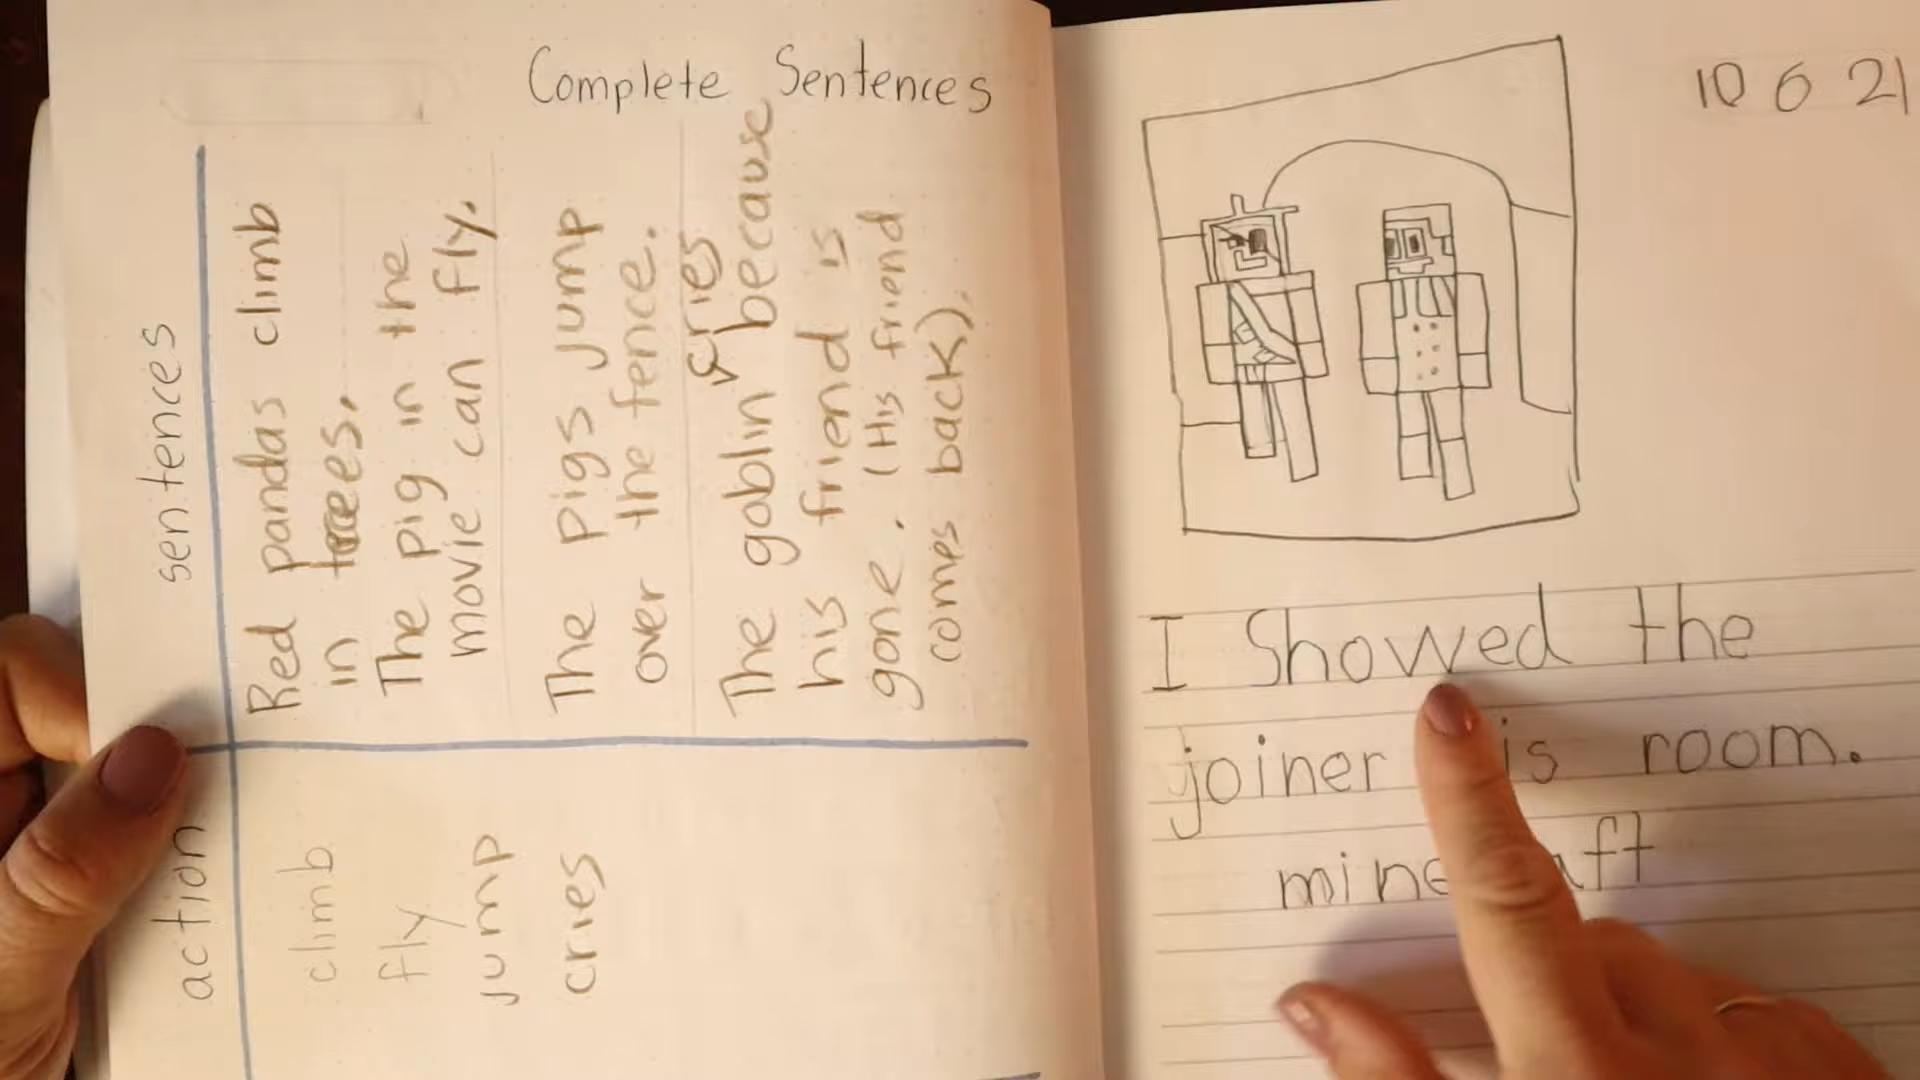 Complete Sentences
action
sentences
climb
Red pandas climb
in trees.
fly
The pig in the
movie can fly.
jump
The pigs jump
over the fence.
cries
cries
The goblin because
his friend is
gone. (His friend
comes back).
10 6 21
I Showed the
joiner is room.